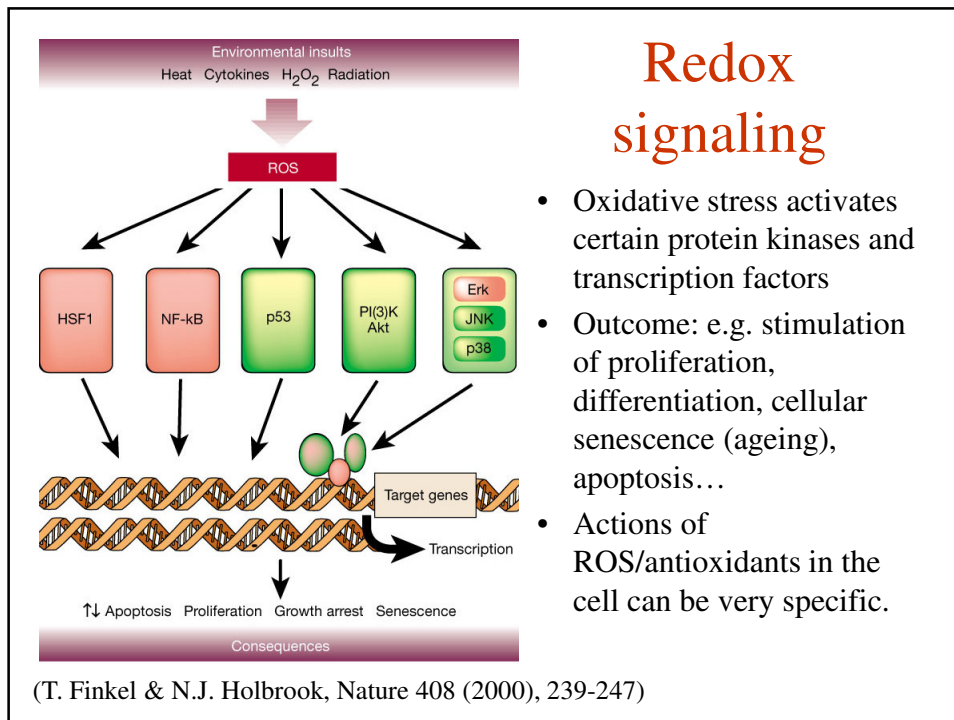 Environmental insults
Heat Cytokines H₂O₂ Radiation
ROS
HSF1
NF-kB
p53
PI(3)K
Akt
Erk
JNK
p38
Target genes
Transcription
↑↓ Apoptosis Proliferation Growth arrest Senescence
Consequences
Redox
signaling
• Oxidative stress activates
certain protein kinases and
transcription factors
• Outcome: e.g. stimulation
of proliferation,
differentiation, cellular
senescence (ageing),
apoptosis…
• Actions of
ROS/antioxidants in the
cell can be very specific.
(T. Finkel & N.J. Holbrook, Nature 408 (2000), 239-247)